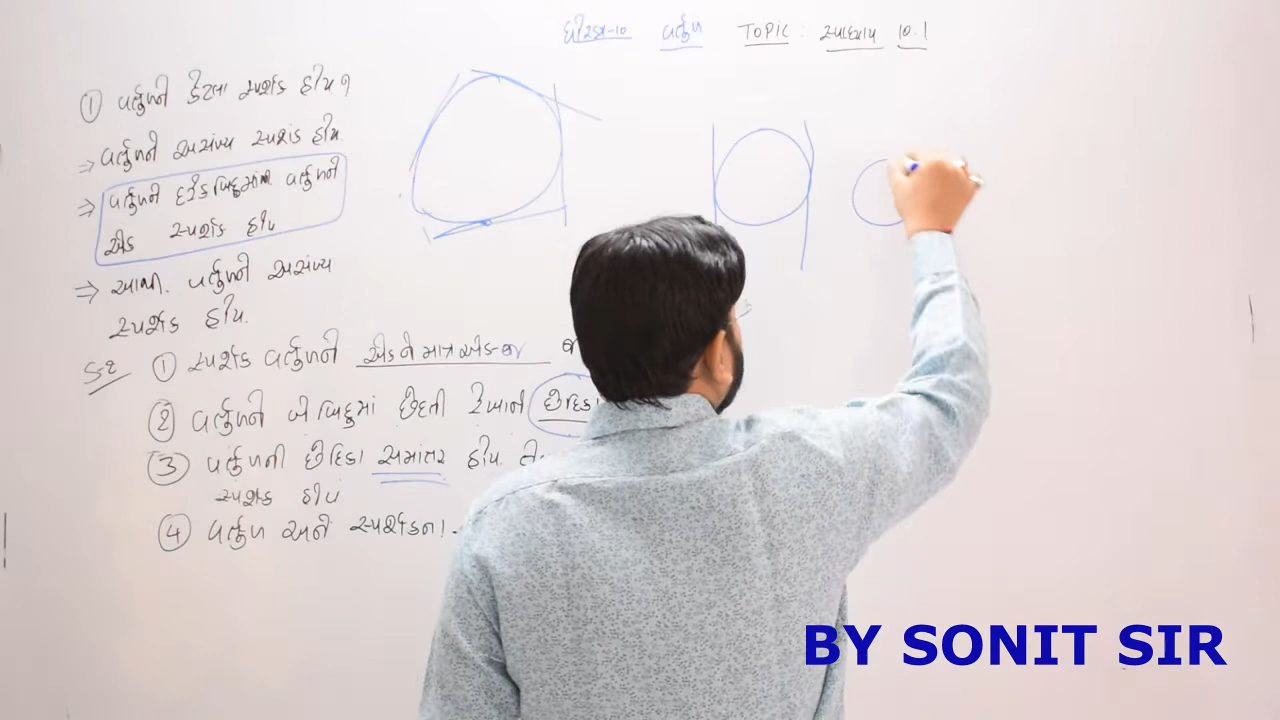 ધોરણ-10 વર્તુળ TOPIC : સ્વાધ્યાય 10.1
① વર્તુળને કેટલા સ્પર્શક હોય ?
⇒ વર્તુળને અસંખ્ય સ્પર્શક હોય.
⇒ વર્તુળની દરેક બિંદુમાંથી વર્તુળને
એક સ્પર્શક હોય
⇒ આથી. વર્તુળને અસંખ્ય
સ્પર્શક હોય.
① સ્પર્શક વર્તુળની એક ને માત્ર એક-જ
② વર્તુળને બે બિંદુમાં છેદતી રેખાને છેદિકા
③ વર્તુળની છેદિકા સમાંતર હોય
સ્પર્શક હોય
④ વર્તુળ અને સ્પર્શકના
BY SONIT SIR